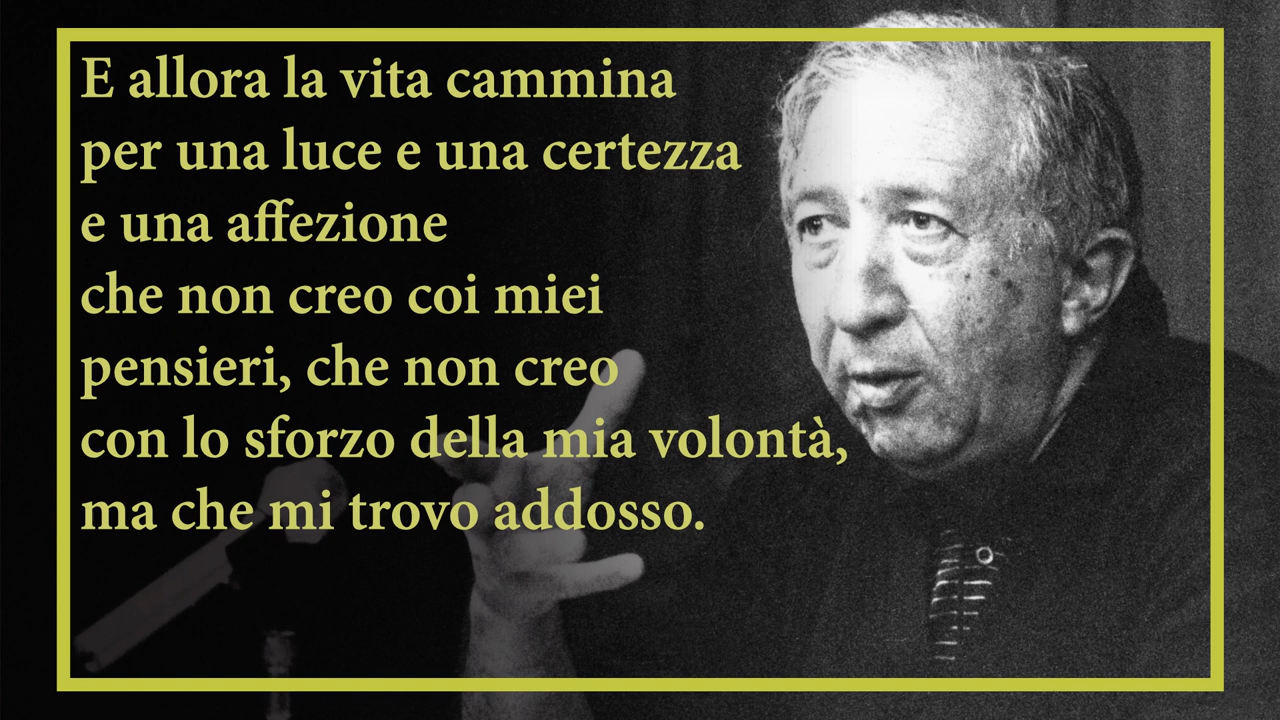 E allora la vita cammina
per una luce e una certezza
e una affezione
che non creo coi miei
pensieri, che non creo
con lo sforzo della mia volontà,
ma che mi trovo addosso.